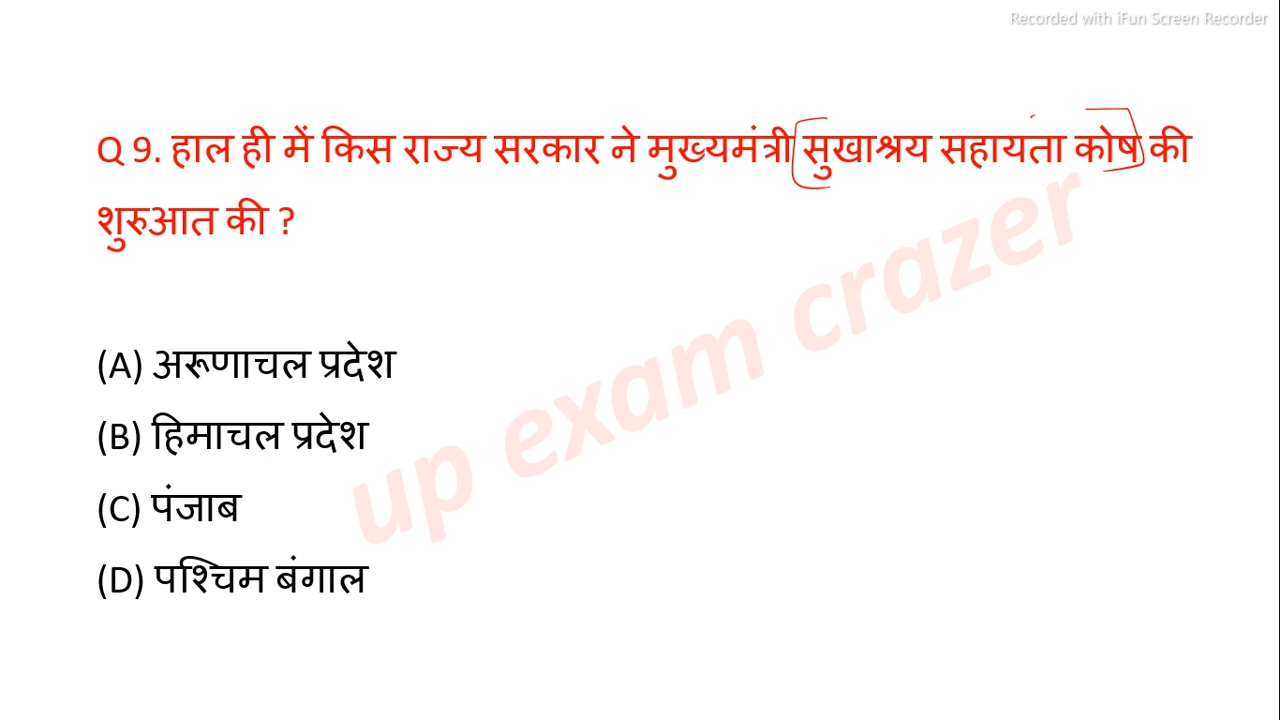 Recorded with iFun Screen Recorder
Q 9. हाल ही में किस राज्य सरकार ने मुख्यमंत्री सुखाश्रय सहायता कोष की
शुरुआत की ?
(A) अरूणाचल प्रदेश
(B) हिमाचल प्रदेश
(C) पंजाब
(D) पश्चिम बंगाल
up exam crazer